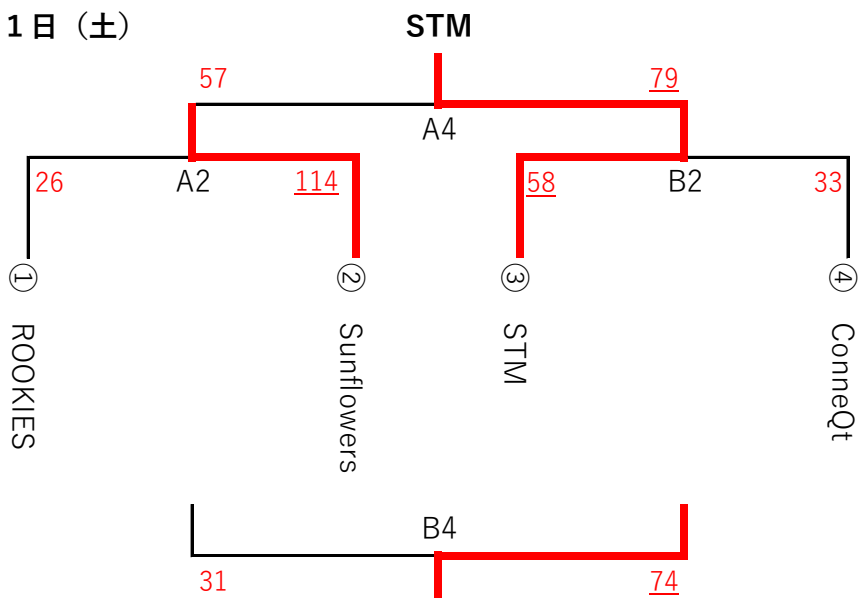 1日（土） STM
57 79
A4
26 A2 114 58 B2 33
① ② ③ ④
ROOKIES Sunflowers STM ConneQt
B4
31 74